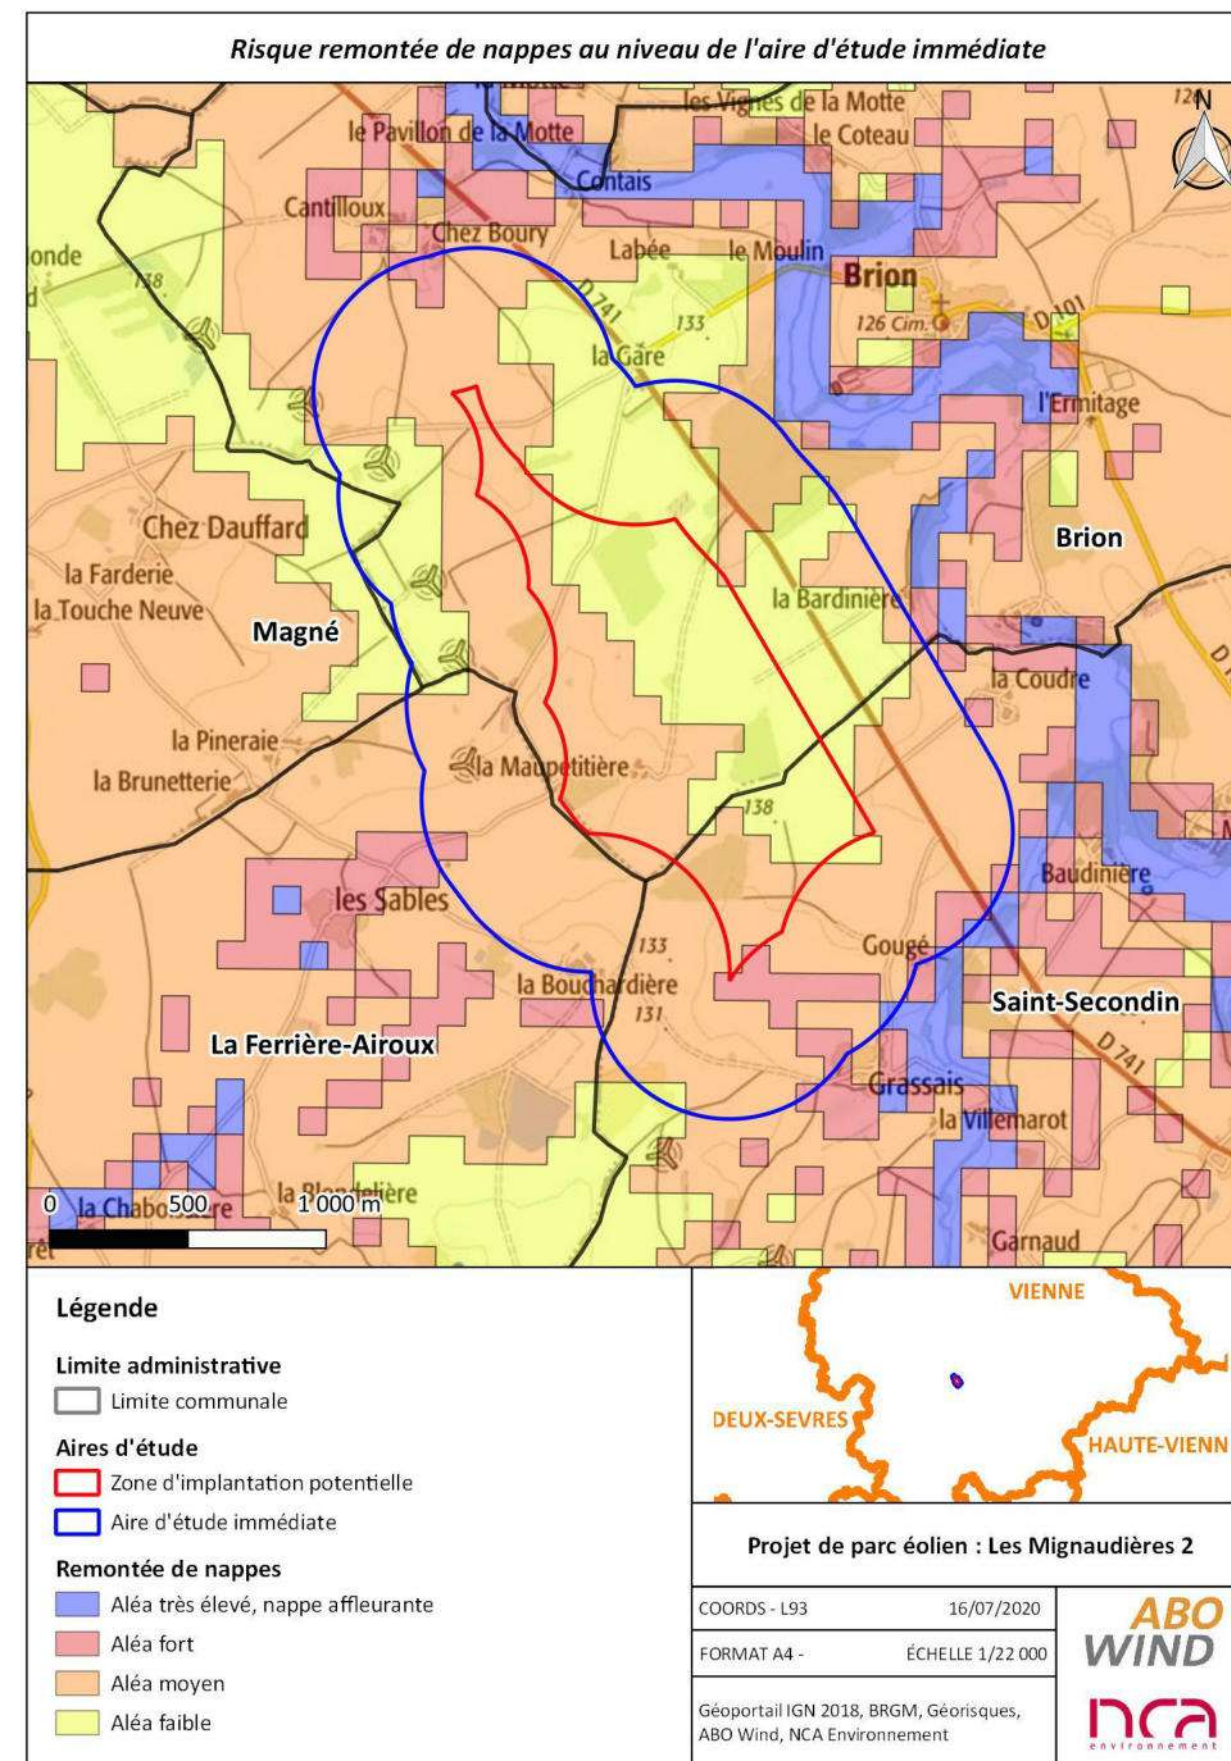 Risque remontée de nappes au niveau de l'aire d'étude immédiate
la Motte
les Vignes de la Motte
N
le Pavillon de la Motte
le Coteau
Contais
Cantilloux
Chez Boury
Labée
le Moulin
onde
138
Brion
D 741
133
126 Cim.
D 101
la Gare
l'Ermitage
Chez Dauffard
Brion
la Farderie
la Touche Neuve
la Bardinière
Magné
la Coudre
la Pineraie
la Maupetitière
la Brunetterie
138
Baudinière
les Sables
133
Gougé
la Bouchardière
Saint-Secondin
131
La Ferrière-Airoux
D 741
Grassais
la Villemarot
0 500 1 000 m
Garnaud
Légende
Limite administrative
Limite communale
Aires d'étude
Zone d'implantation potentielle
Aire d'étude immédiate
Remontée de nappes
Aléa très élevé, nappe affleurante
Aléa fort
Aléa moyen
Aléa faible
VIENNE
DEUX-SEVRES
HAUTE-VIENN
Projet de parc éolien : Les Mignaudières 2
COORDS - L93 16/07/2020
FORMAT A4 - ÉCHELLE 1/22 000
Géoportail IGN 2018, BRGM, Géorisques,
ABO Wind, NCA Environnement
ABO
WIND
nca
environnement